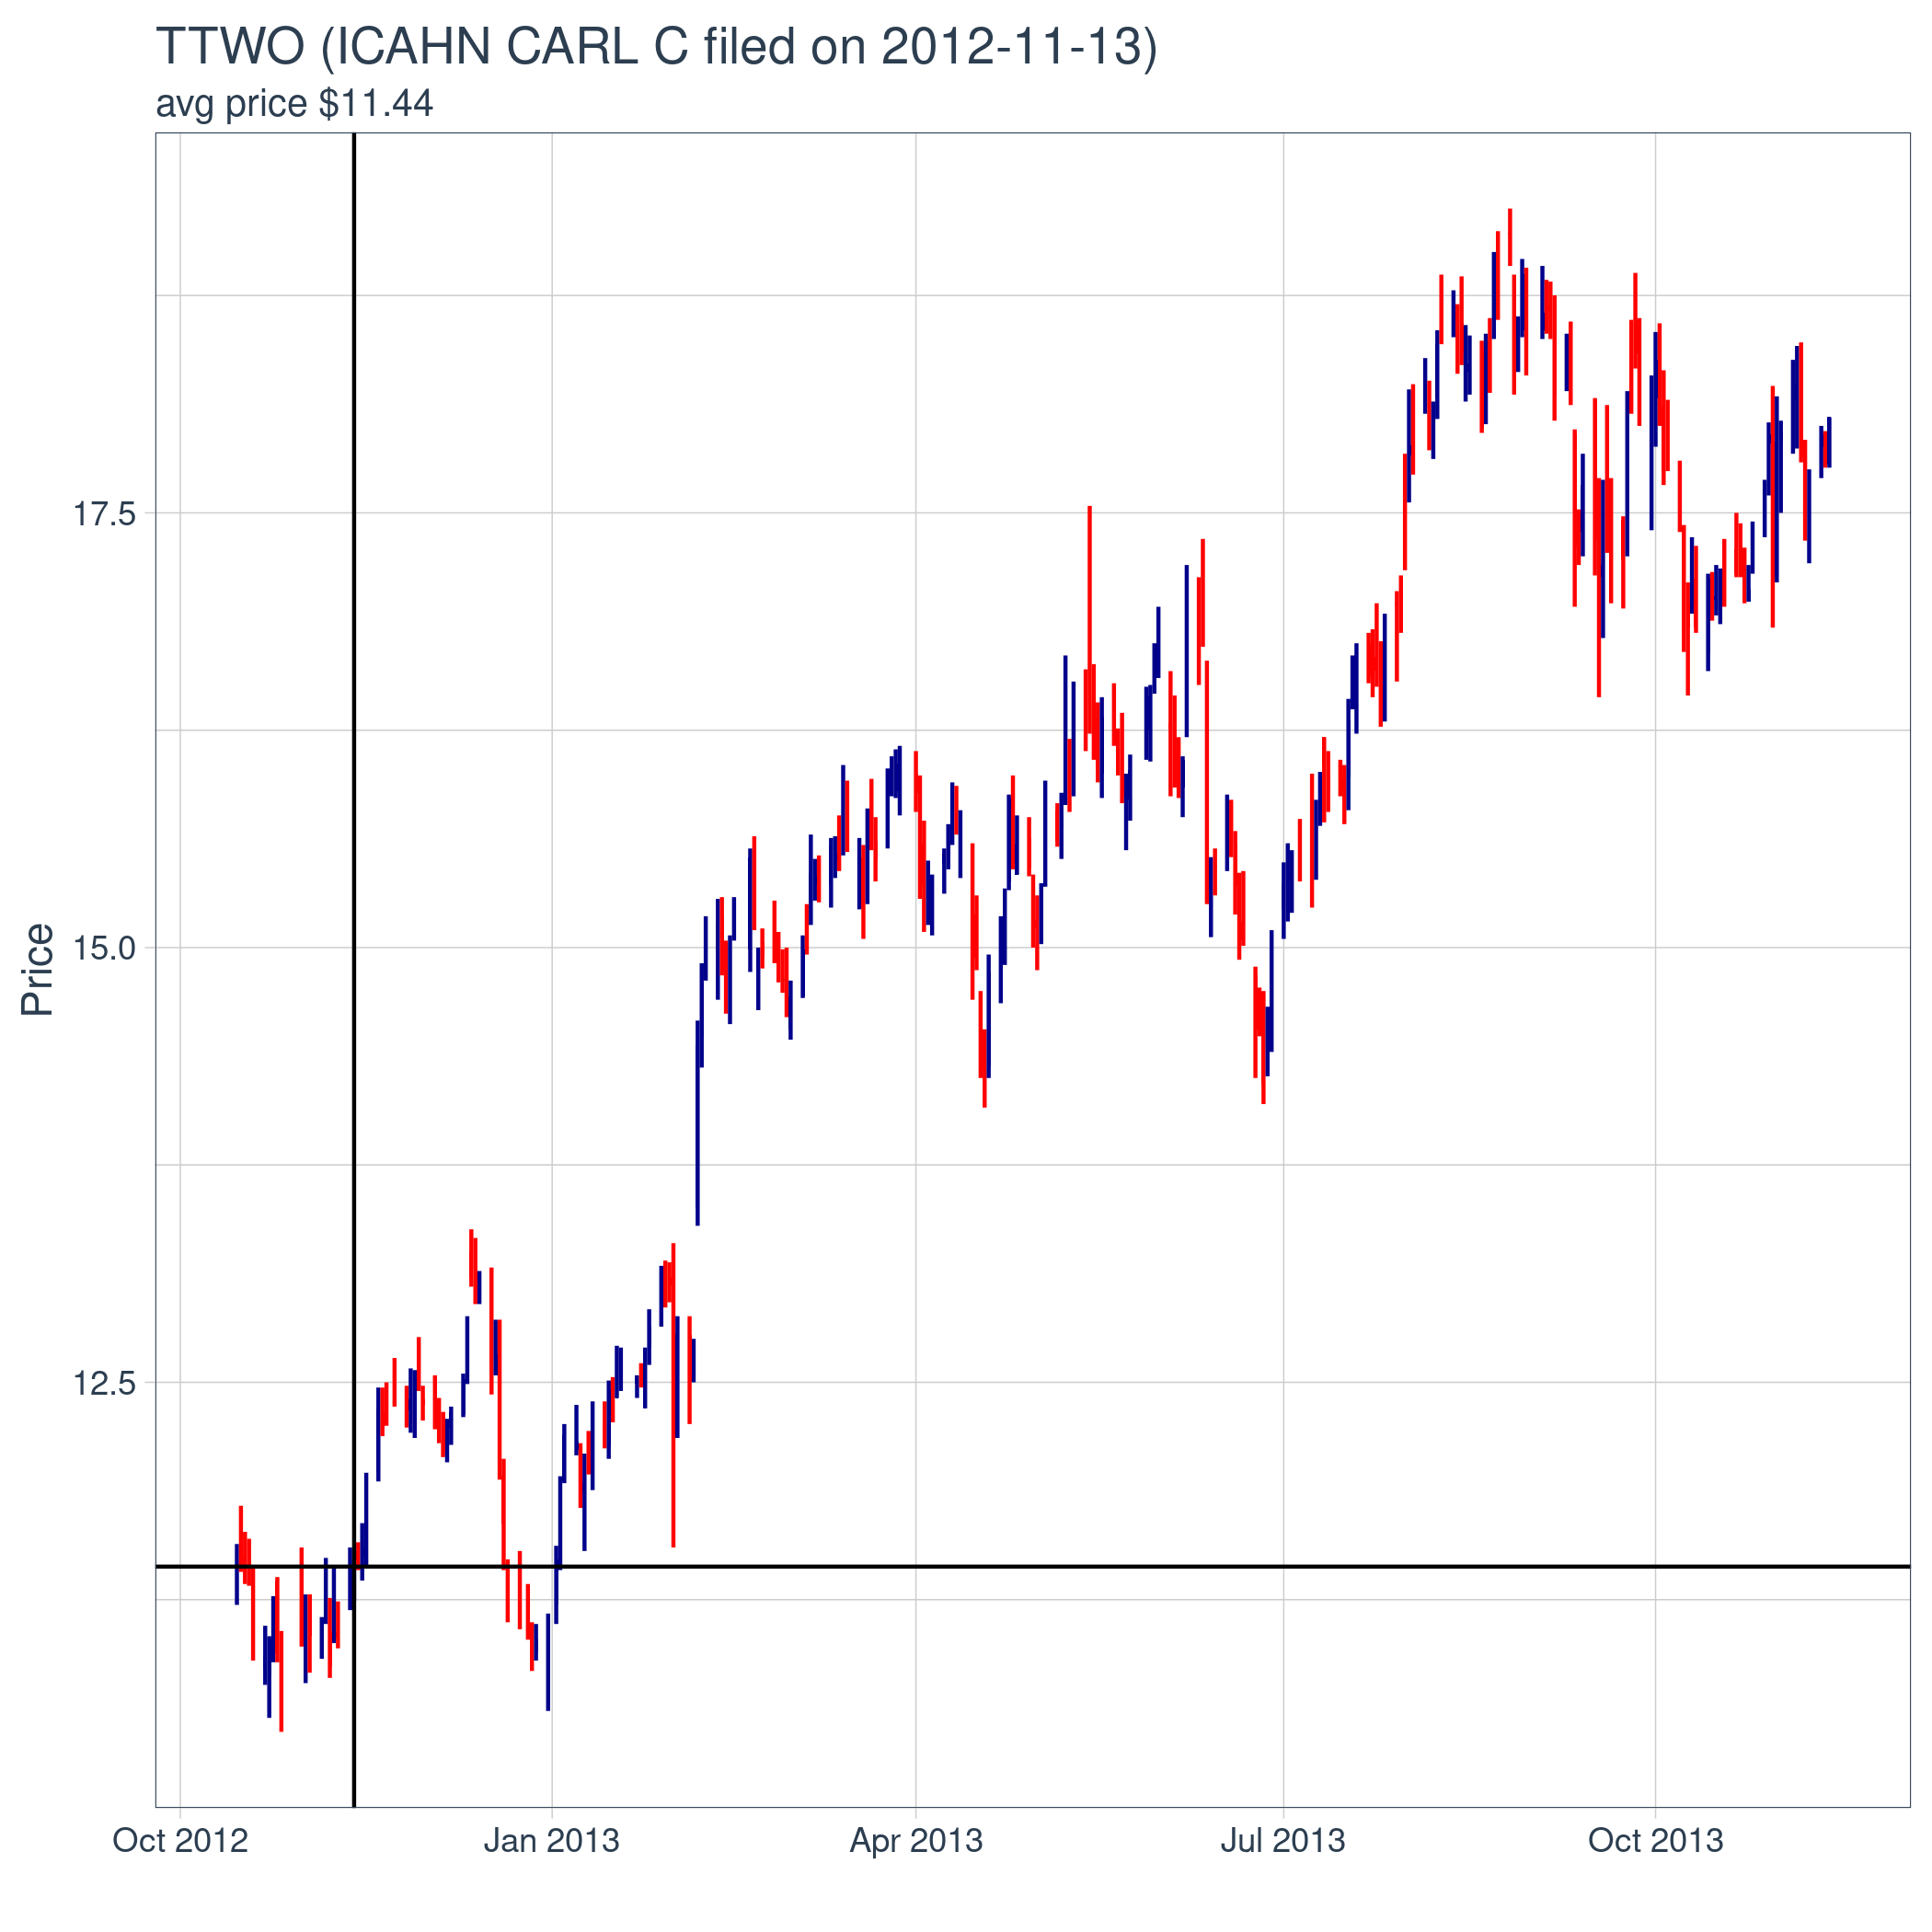 TTWO (ICAHN CARL C filed on 2012-11-13)
avg price $11.44
Price
17.5
15.0
12.5
Oct 2012
Jan 2013
Apr 2013
Jul 2013
Oct 2013